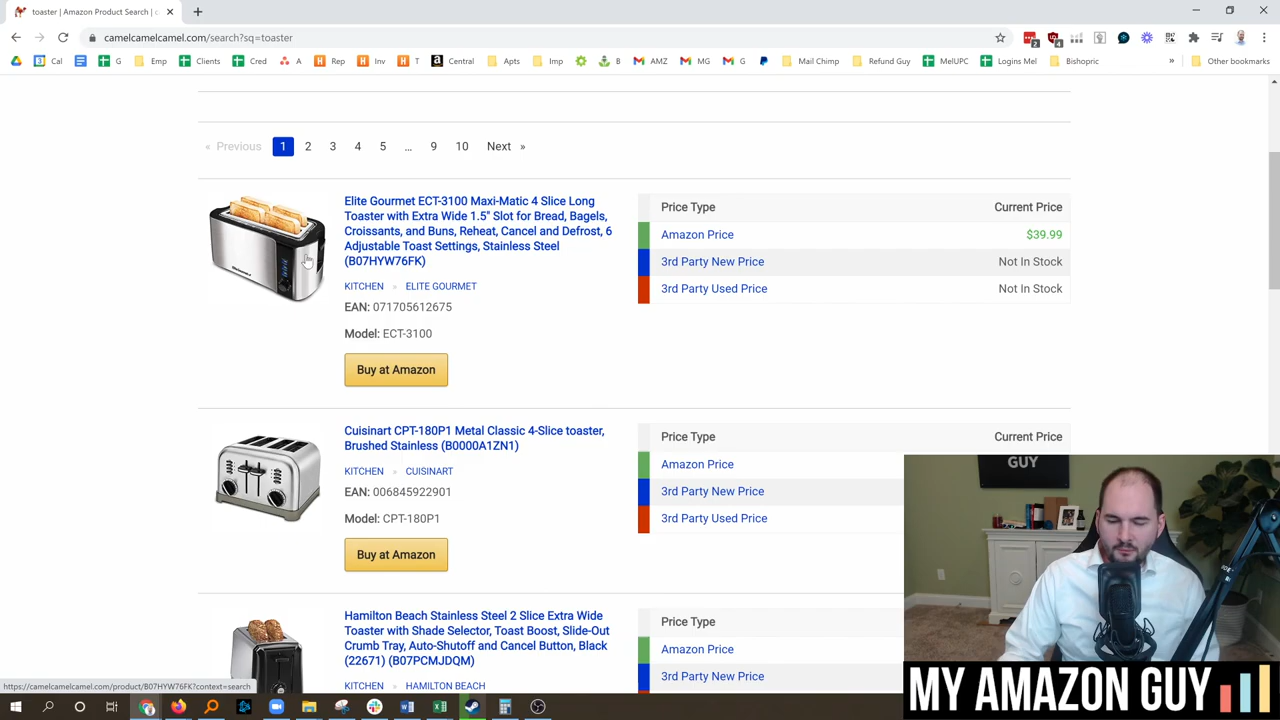 toaster | Amazon Product Search | c
camelcamelcamel.com/search?sq=toaster
Cal
G
Emp
Clients
Cred
A
Rep
Inv
T
Central
Apts
Imp
B
AMZ
MG
G
Mail Chimp
Refund Guy
MelUPC
Logins Mel
Bishopric
»
Other bookmarks
« Previous 1 2 3 4 5 ... 9 10 Next »
Elite Gourmet ECT-3100 Maxi-Matic 4 Slice Long
Toaster with Extra Wide 1.5" Slot for Bread, Bagels,
Croissants, and Buns, Reheat, Cancel and Defrost, 6
Adjustable Toast Settings, Stainless Steel
(B07HYW76FK)
KITCHEN » ELITE GOURMET
EAN: 071705612675
Model: ECT-3100
Buy at Amazon
Price Type Current Price
Amazon Price $39.99
3rd Party New Price Not In Stock
3rd Party Used Price Not In Stock
Cuisinart CPT-180P1 Metal Classic 4-Slice toaster,
Brushed Stainless (B0000A1ZN1)
KITCHEN » CUISINART
EAN: 006845922901
Model: CPT-180P1
Buy at Amazon
Price Type Current Price
Amazon Price
3rd Party New Price
3rd Party Used Price
Hamilton Beach Stainless Steel 2 Slice Extra Wide
Toaster with Shade Selector, Toast Boost, Slide-Out
Crumb Tray, Auto-Shutoff and Cancel Button, Black
(22671) (B07PCMJDQM)
KITCHEN » HAMILTON BEACH
Price Type
Amazon Price
3rd Party New Price
https://camelcamelcamel.com/product/B07HYW76FK?context=search
GUY
MY AMAZON GUY